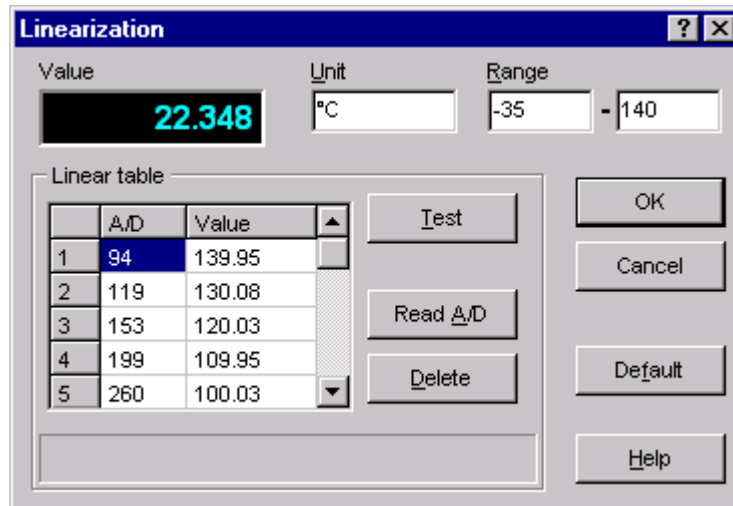 Linearization
Value Unit Range
22.348 °C -35 - 140
Linear table
A/D Value
1 94 139.95
2 119 130.08
3 153 120.03
4 199 109.95
5 260 100.03
Test
Read A/D
Delete
OK
Cancel
Default
Help